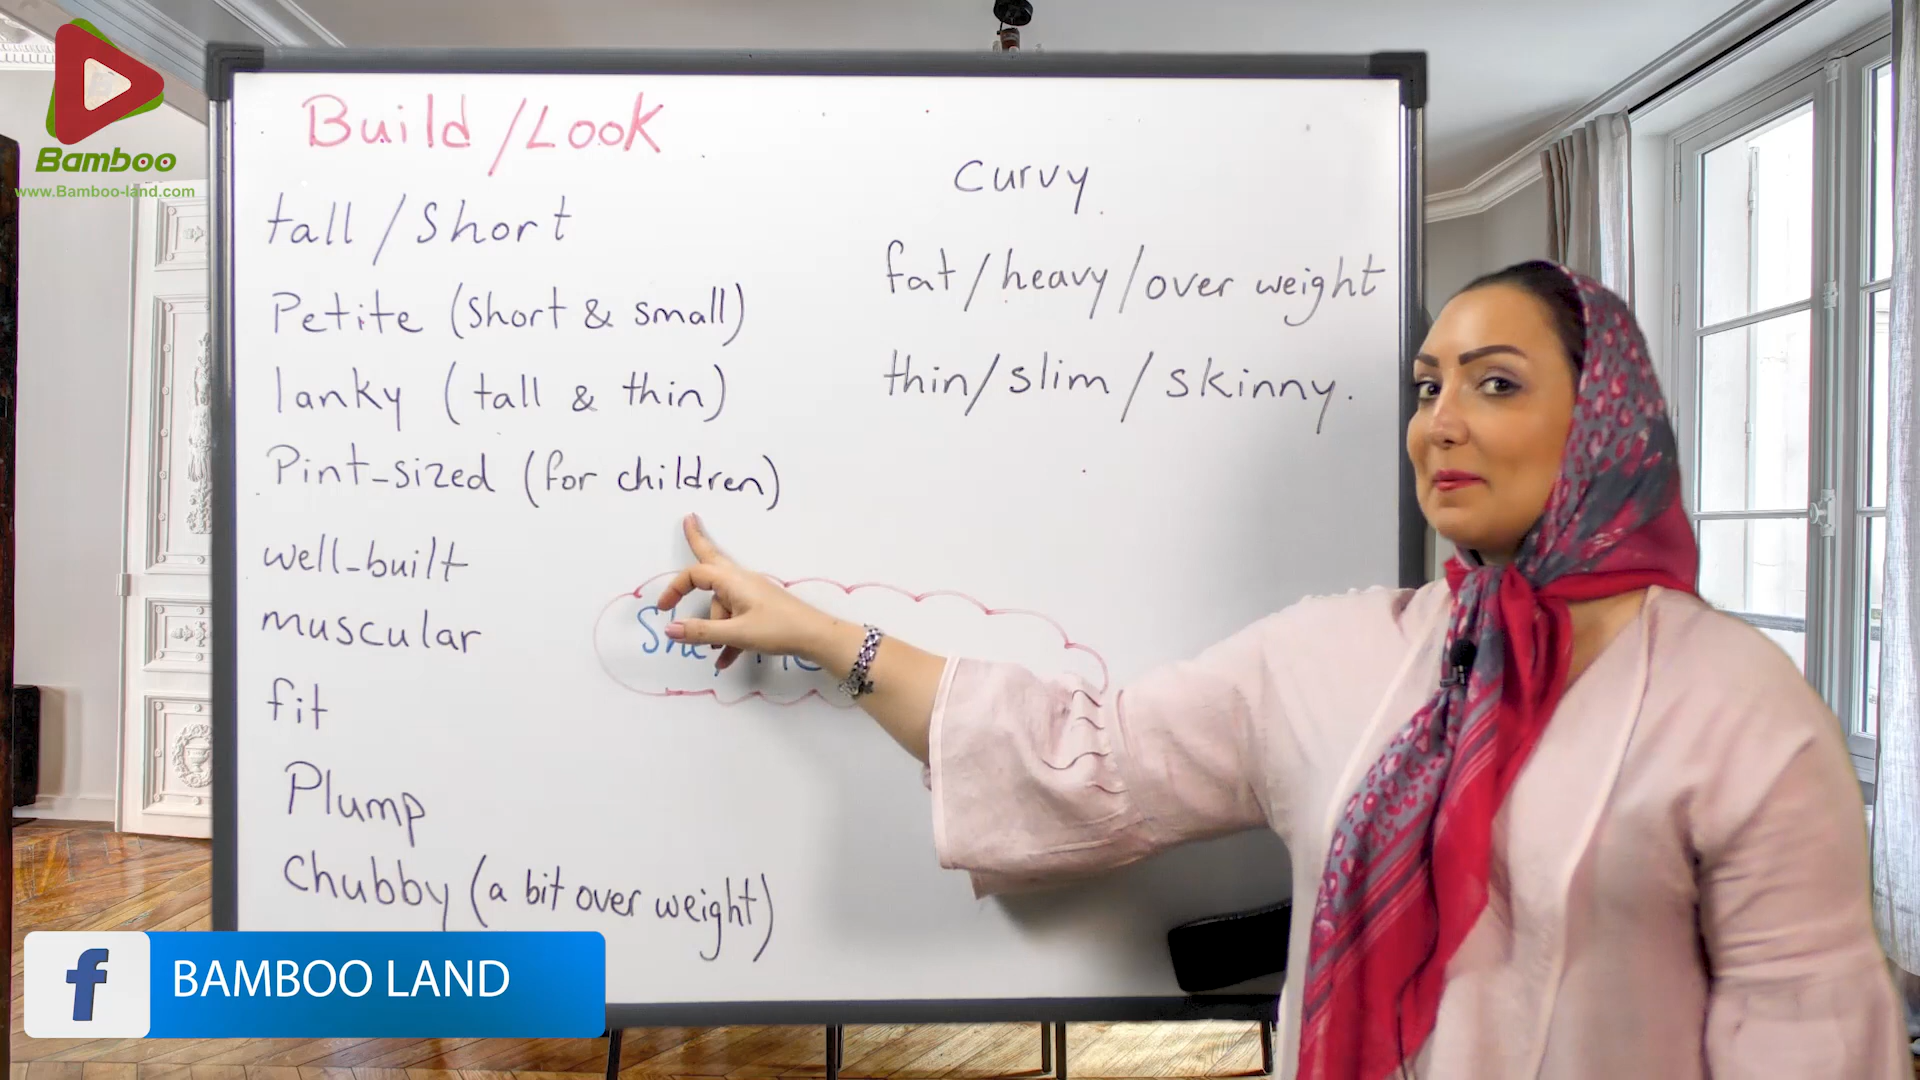 Bamboo
www.Bamboo-land.com
Build / Look
tall / Short
Petite (short & small)
lanky (tall & thin)
Pint-sized (for children)
well-built
muscular
fit
Plump
Chubby (a bit over weight)
curvy
fat / heavy / over weight
thin / slim / skinny.
f
BAMBOO LAND